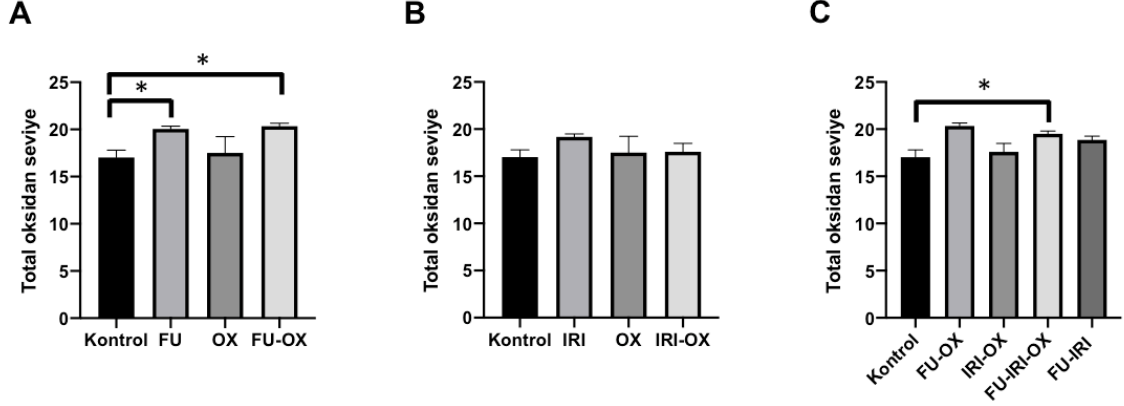 A
Total oksidan seviye
25
20
15
10
5
0
*
*
Kontrol FU OX FU-OX
B
Total oksidan seviye
25
20
15
10
5
0
Kontrol IRI OX IRI-OX
C
Total oksidan seviye
25
20
15
10
5
0
*
Kontrol
FU-OX
IRI-OX
FU-IRI-OX
FU-IRI